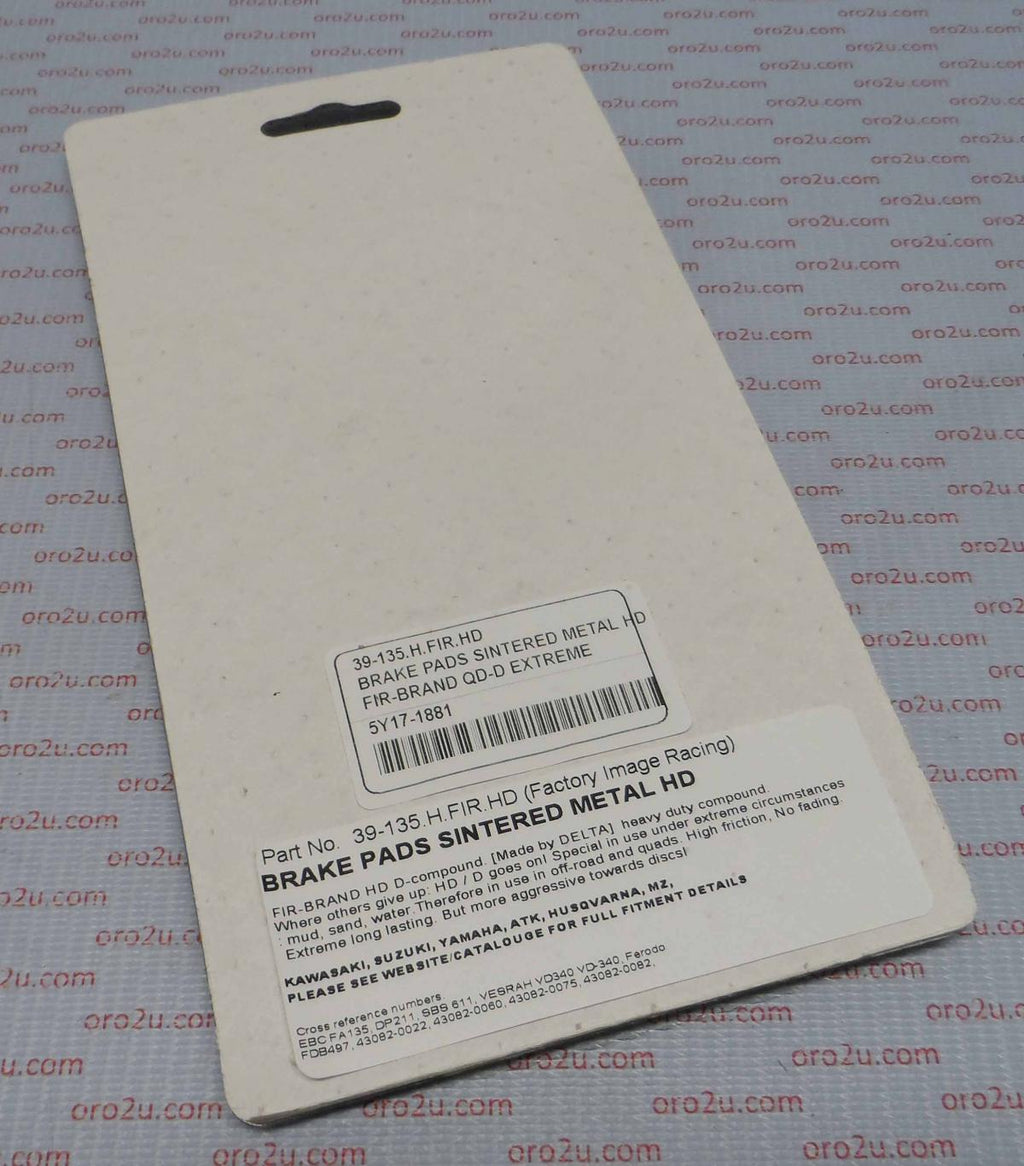 39-135.H.FIR.HD
BRAKE PADS SINTERED METAL HD
FIR-BRAND QD-D EXTREME
5Y17-1881
Part No. 39-135.H.FIR.HD (Factory Image Racing)
BRAKE PADS SINTERED METAL HD
FIR-BRAND HD D-compound. [Made by DELTA] heavy duty compound.
Where others give up: HD / D goes on! Special in use under extreme circumstances
: mud, sand, water.Therefore in use in off-road and quads. High friction, No fading.
Extreme long lasting. But more aggressive towards discs!
KAWASAKI, SUZUKI, YAMAHA, ATK, HUSQVARNA, MZ,
PLEASE SEE WEBSITE/CATALOUGE FOR FULL FITMENT DETAILS
Cross reference numbers.
EBC FA135, DP211, SBS 611, VESRAH VD340 VD-340, Ferodo
FDB497, 43082-0022, 43082-0060, 43082-0075, 43082-0082,
oro2u.com